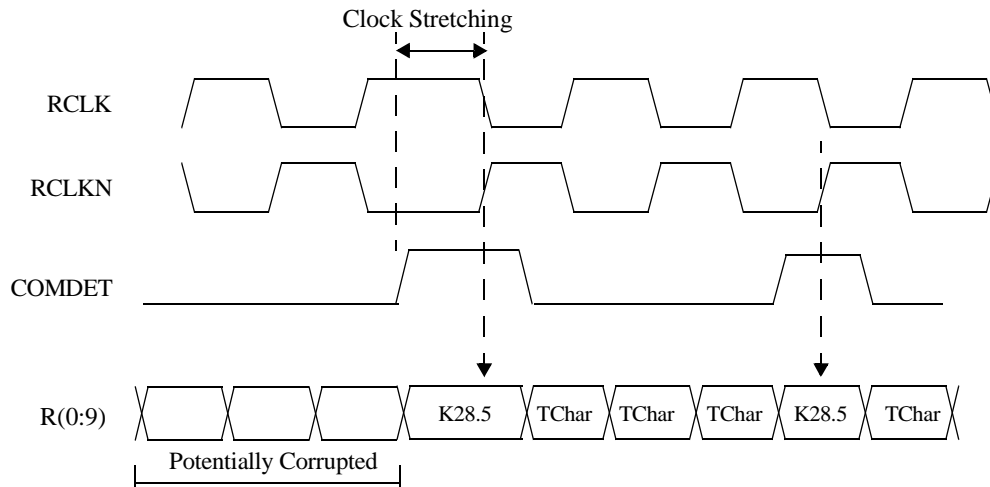 Clock Stretching
RCLK
RCLKN
COMDET
R(0:9)
K28.5 TChar TChar TChar K28.5 TChar
Potentially Corrupted